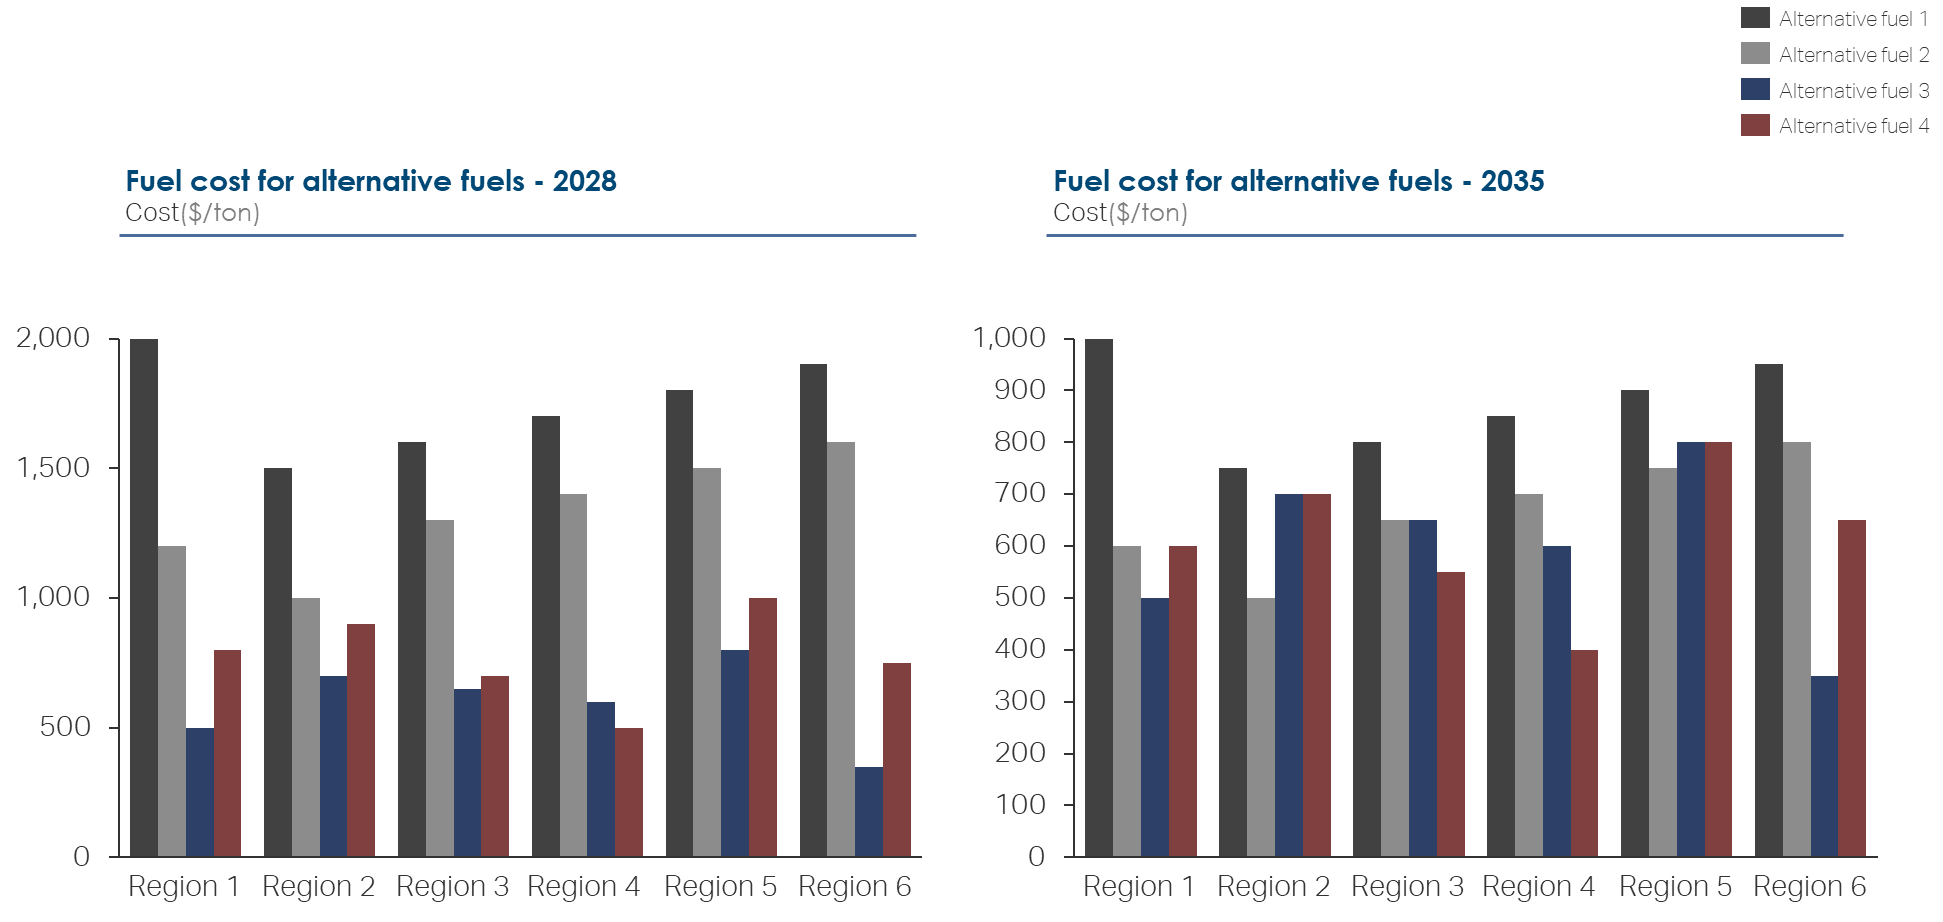 Alternative fuel 1
Alternative fuel 2
Alternative fuel 3
Alternative fuel 4
Fuel cost for alternative fuels - 2028
Cost($/ton)
2,000
1,500
1,000
500
0
Region 1 Region 2 Region 3 Region 4 Region 5 Region 6
Fuel cost for alternative fuels - 2035
Cost($/ton)
1,000
900
800
700
600
500
400
300
200
100
0
Region 1 Region 2 Region 3 Region 4 Region 5 Region 6